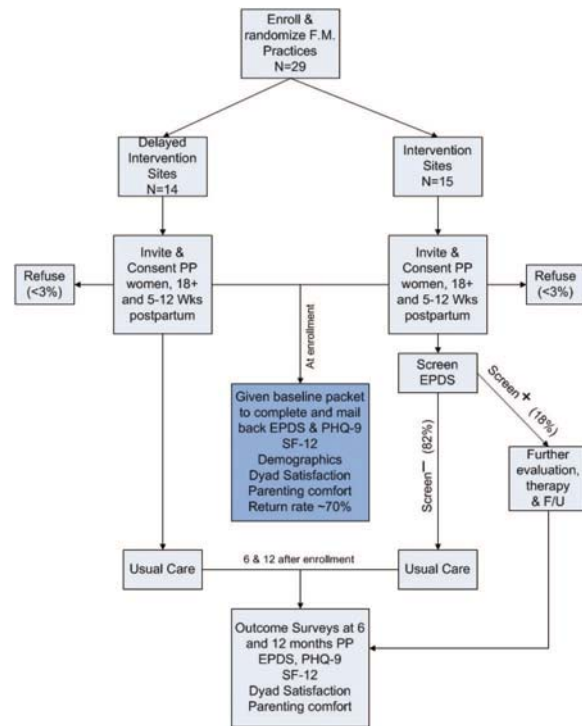 Enroll &
randomize F.M.
Practices
N=29
Delayed
Intervention
Sites
N=14
Intervention
Sites
N=15
Refuse
(<3%)
Invite &
Consent PP
women, 18+
and 5-12 Wks
postpartum
Invite &
Consent PP
women, 18+
and 5-12 Wks
postpartum
Refuse
(<3%)
At enrollment
Screen
EPDS
Screen + (18%)
Given baseline packet
to complete and mail
back EPDS & PHQ-9
SF-12
Demographics
Dyad Satisfaction
Parenting comfort
Return rate ~70%
Screen – (82%)
Further
evaluation,
therapy
& F/U
Usual Care
6 & 12 after enrollment
Usual Care
Outcome Surveys at 6
and 12 months PP
EPDS, PHQ-9
SF-12
Dyad Satisfaction
Parenting comfort